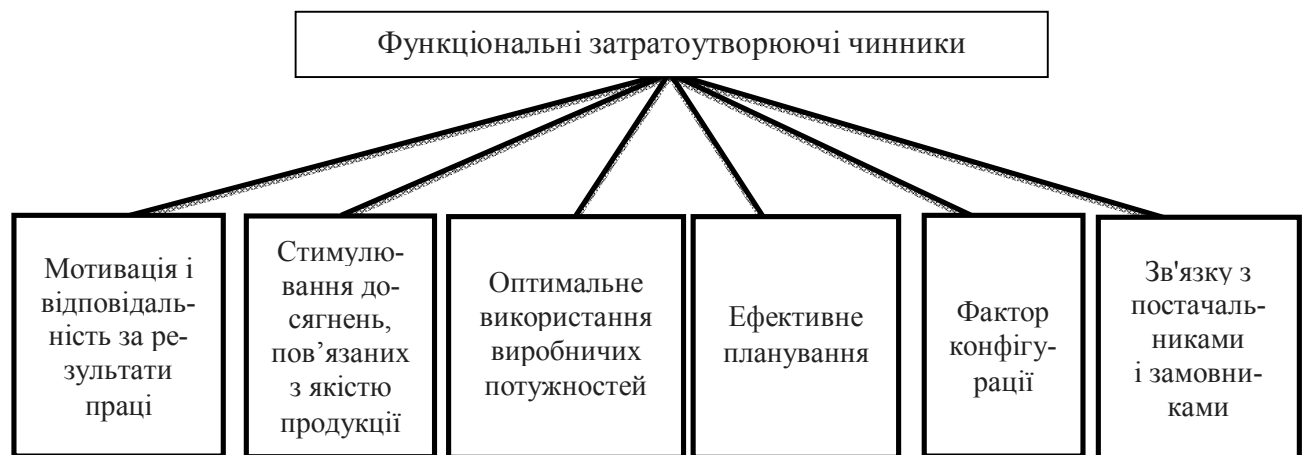 Функціональні затратоутворюючі чинники
Мотивація і
відповідаль-
ність за ре-
зультати
праці
Стимулю-
вання до-
сягнень,
пов’язаних
з якістю
продукції
Оптимальне
використання
виробничих
потужностей
Ефективне
планування
Фактор
конфігу-
рації
Зв'язку з
постачаль-
никами
і замовни-
ками